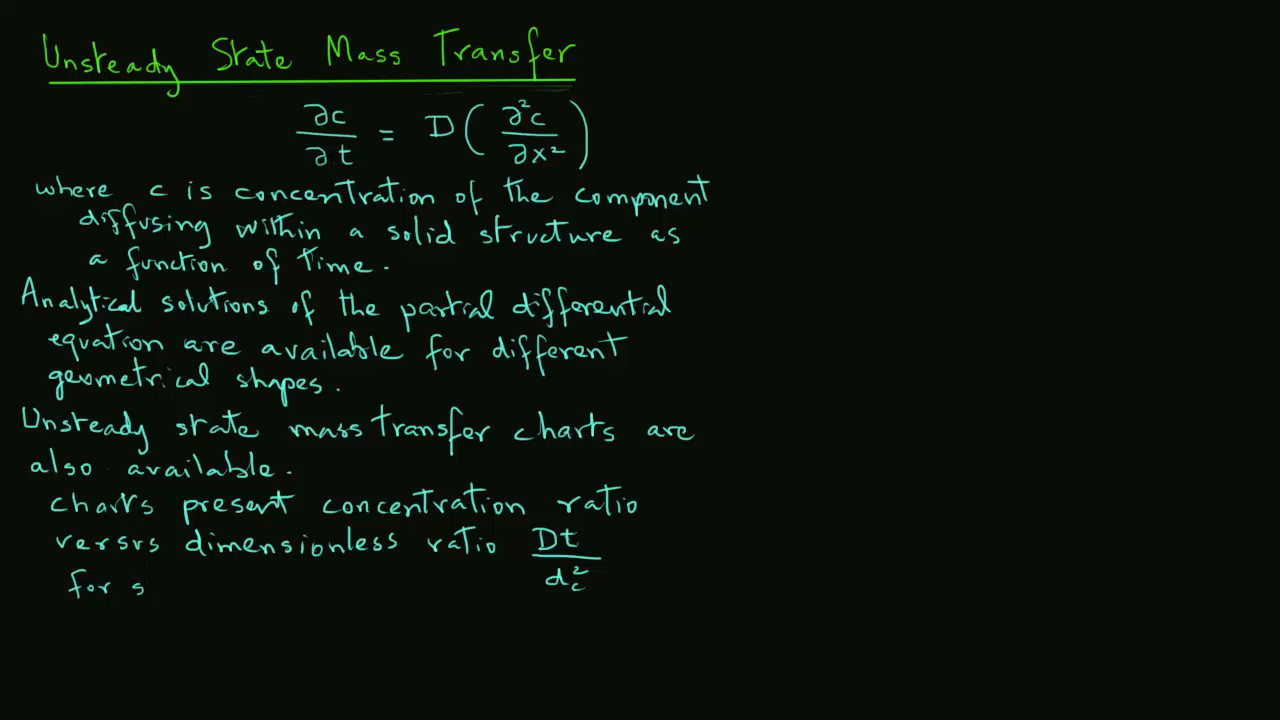 Unsteady State Mass Transfer
∂c/∂t = D(∂²c/∂x²)
where c is concentration of the component
diffusing within a solid structure as
a function of time.
Analytical solutions of the partial differential
equation are available for different
geometrical shapes.
Unsteady state mass transfer charts are
also available.
charts present concentration ratio
versus dimensionless ratio Dt/d_c²
for s